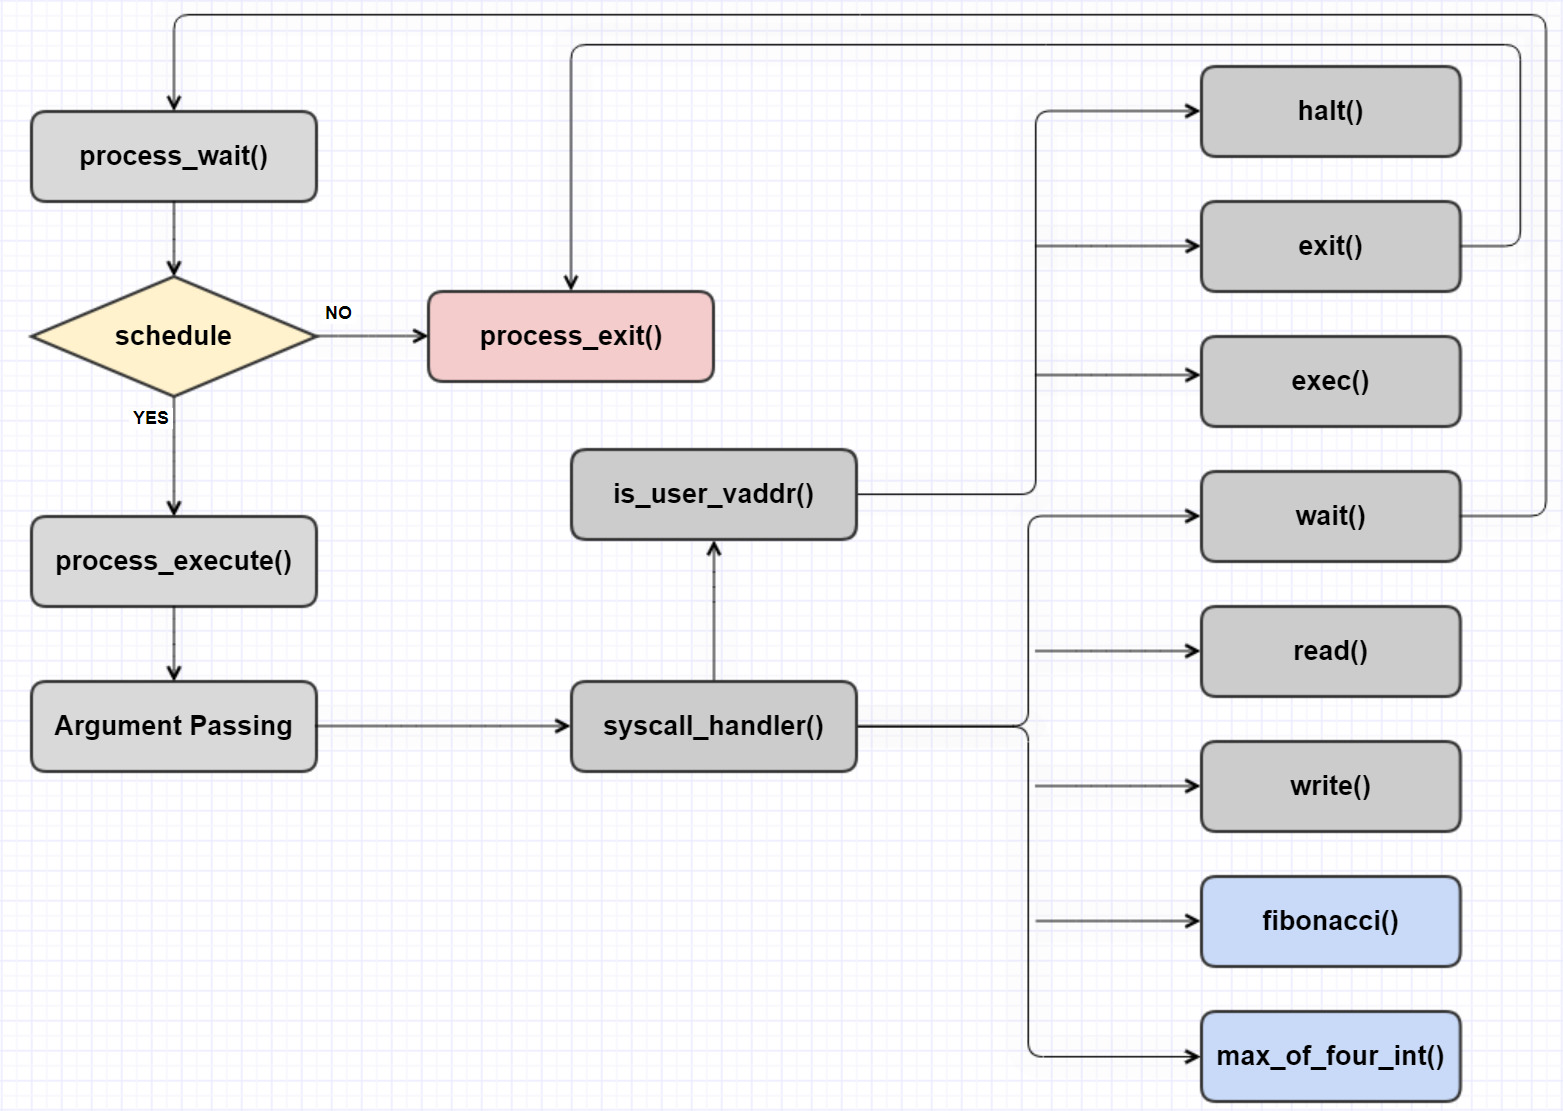 process_wait()
schedule
NO
process_exit()
YES
process_execute()
Argument Passing
is_user_vaddr()
syscall_handler()
halt()
exit()
exec()
wait()
read()
write()
fibonacci()
max_of_four_int()